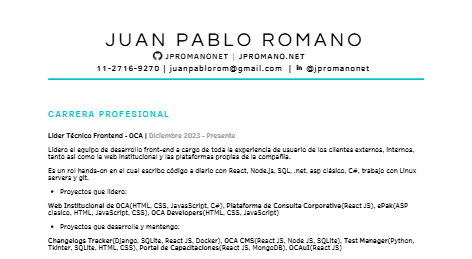 JUAN PABLO ROMANO
JPROMANONET | JPROMANO.NET
11-2716-9270 | juanpablorom@gmail.com | in @jpromanonet
CARRERA PROFESIONAL
Líder Técnico Frontend - OCA | Diciembre 2023 - Presente
Lidero el equipo de desarrollo front-end a cargo de toda la experiencia de usuario de los clientes externos, internos,
tanto así como la web institucional y las plataformas propias de la compañía.
Es un rol hands-on en el cual escribo código a diario con React, Node.js, SQL, .net, asp clásico, C#, trabajo con Linux
servers y git.
• Proyectos que lidero:
Web Institucional de OCA(HTML, CSS, JavasScript, C#), Plataforma de Consulta Corporativa(React JS), ePak(ASP
clasico, HTML, JavaScript, CSS), OCA Developers(HTML, CSS, JavaScript)
• Proyectos que desarrollo y lidero:
Changelogs Tracker(Django, SQLite, React JS, Docker), OCA CMS(React JS, Node JS, SQLite), Test Manager(Python,
Tkinter, SQLite, HTML, CSS), Portal de Capacitaciones(React JS, MongoDB), OCAui(React JS)